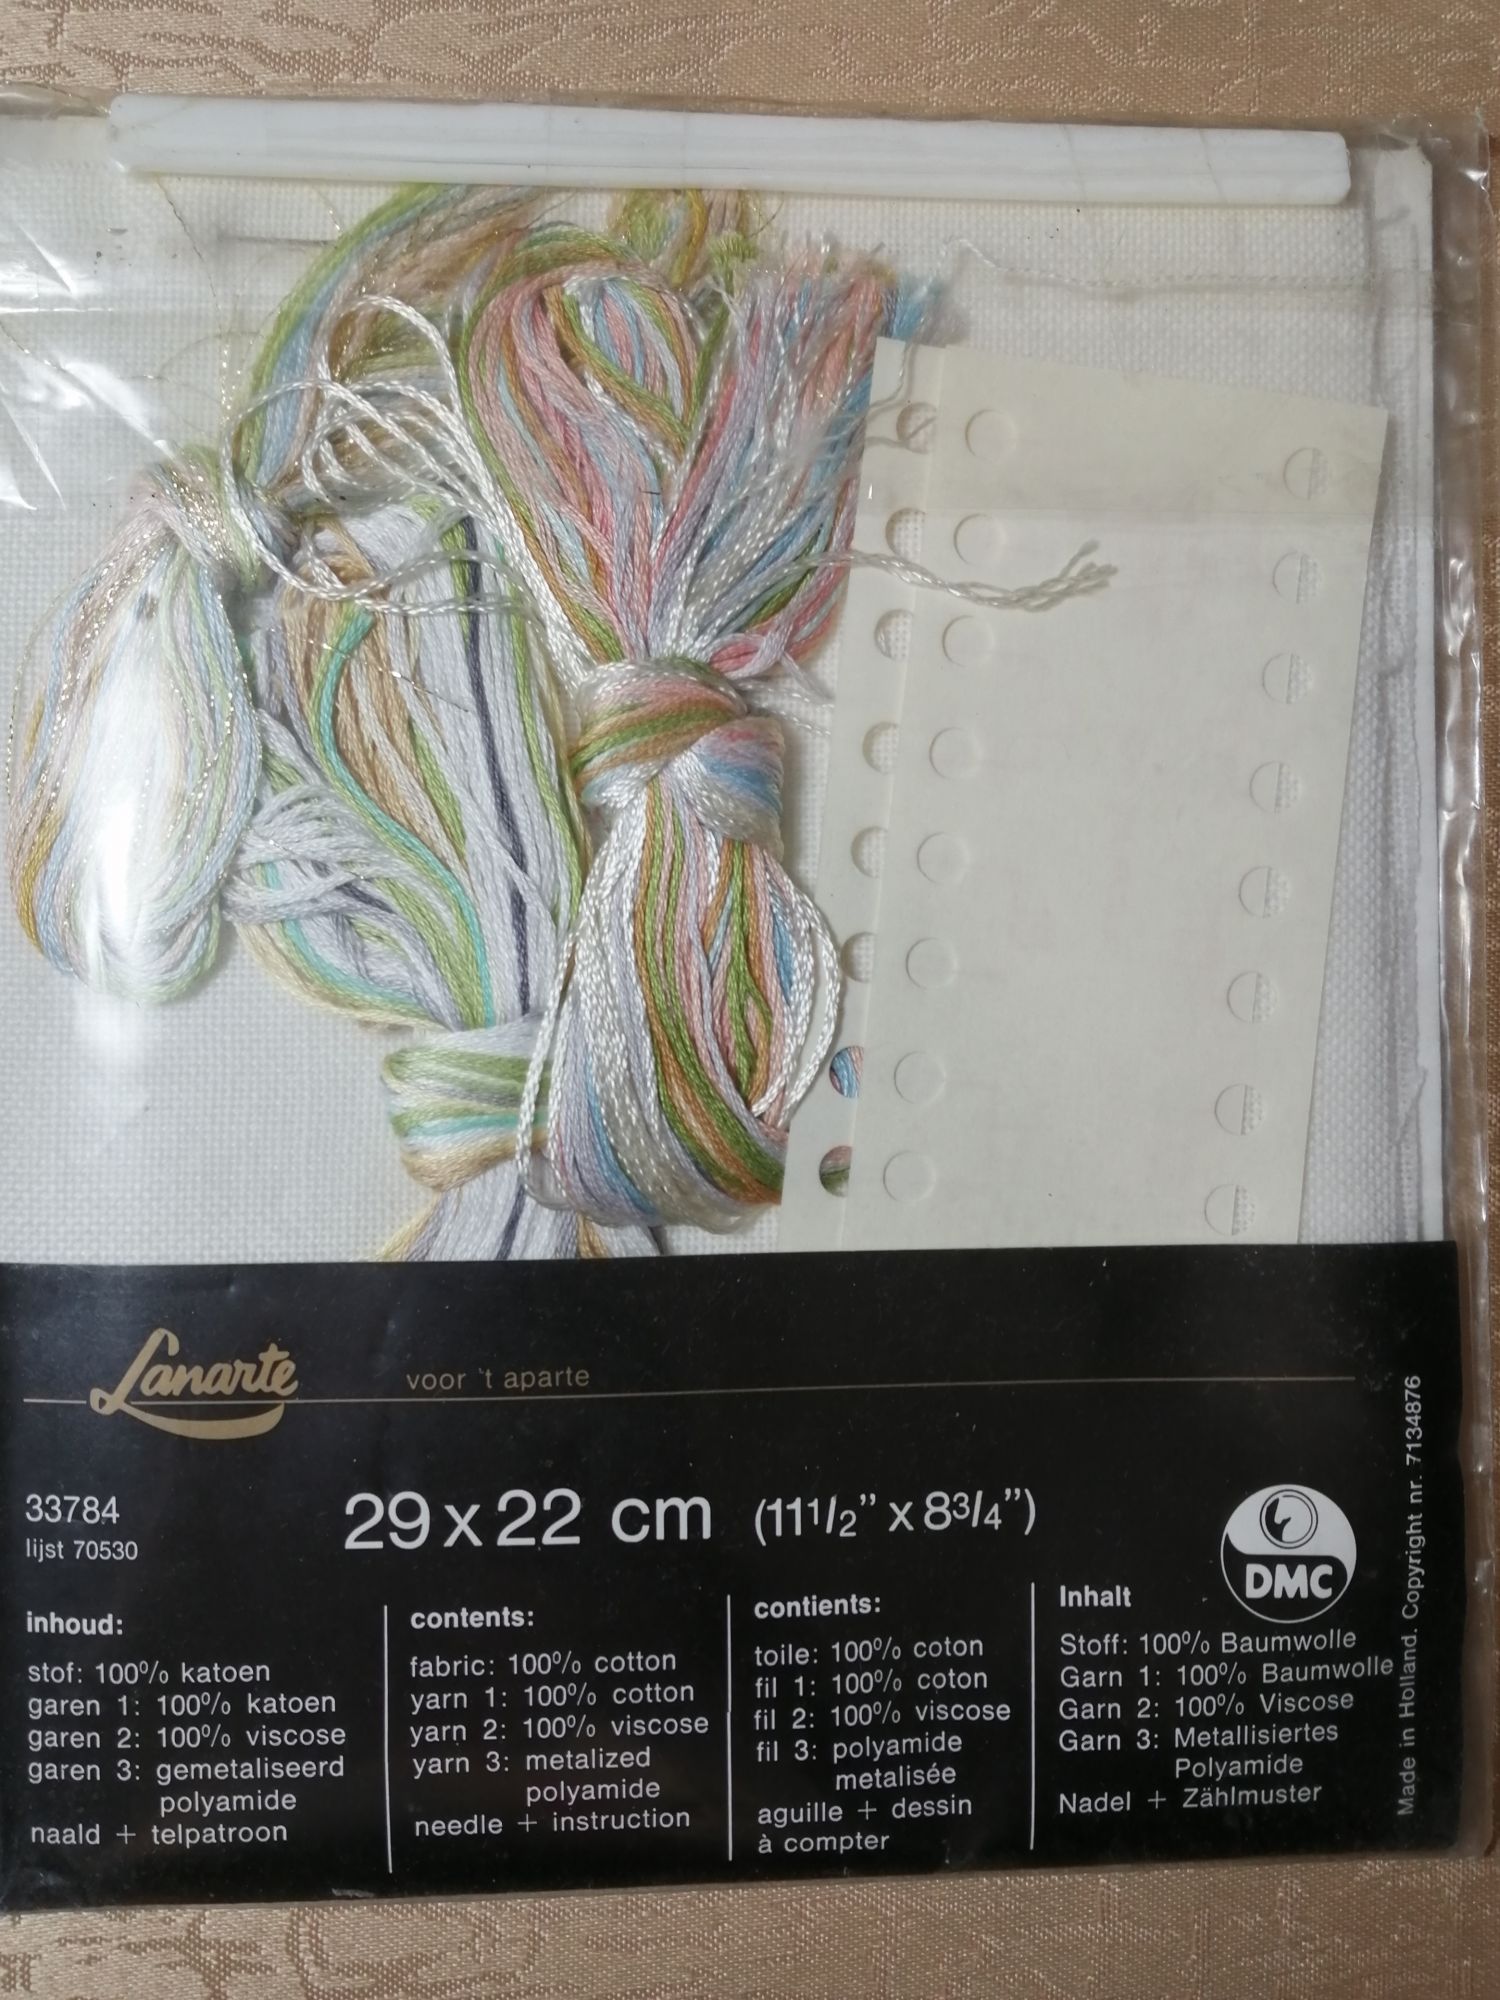 Lanarte
voor 't aparte
33784
lijst 70530
29 x 22 cm (11 1/2" x 8 3/4")
DMC
inhoud:
stof: 100% katoen
garen 1: 100% katoen
garen 2: 100% viscose
garen 3: gemetaliseerd
polyamide
naald + telpatroon
contents:
fabric: 100% cotton
yarn 1: 100% cotton
yarn 2: 100% viscose
yarn 3: metalized
polyamide
needle + instruction
contients:
toile: 100% coton
fil 1: 100% coton
fil 2: 100% viscose
fil 3: polyamide
metalisée
aguille + dessin
à compter
Inhalt
Stoff: 100% Baumwolle
Garn 1: 100% Baumwolle
Garn 2: 100% Viscose
Garn 3: Metallisiertes
Polyamide
Nadel + Zählmuster
Made in Holland. Copyright nr. 7134876